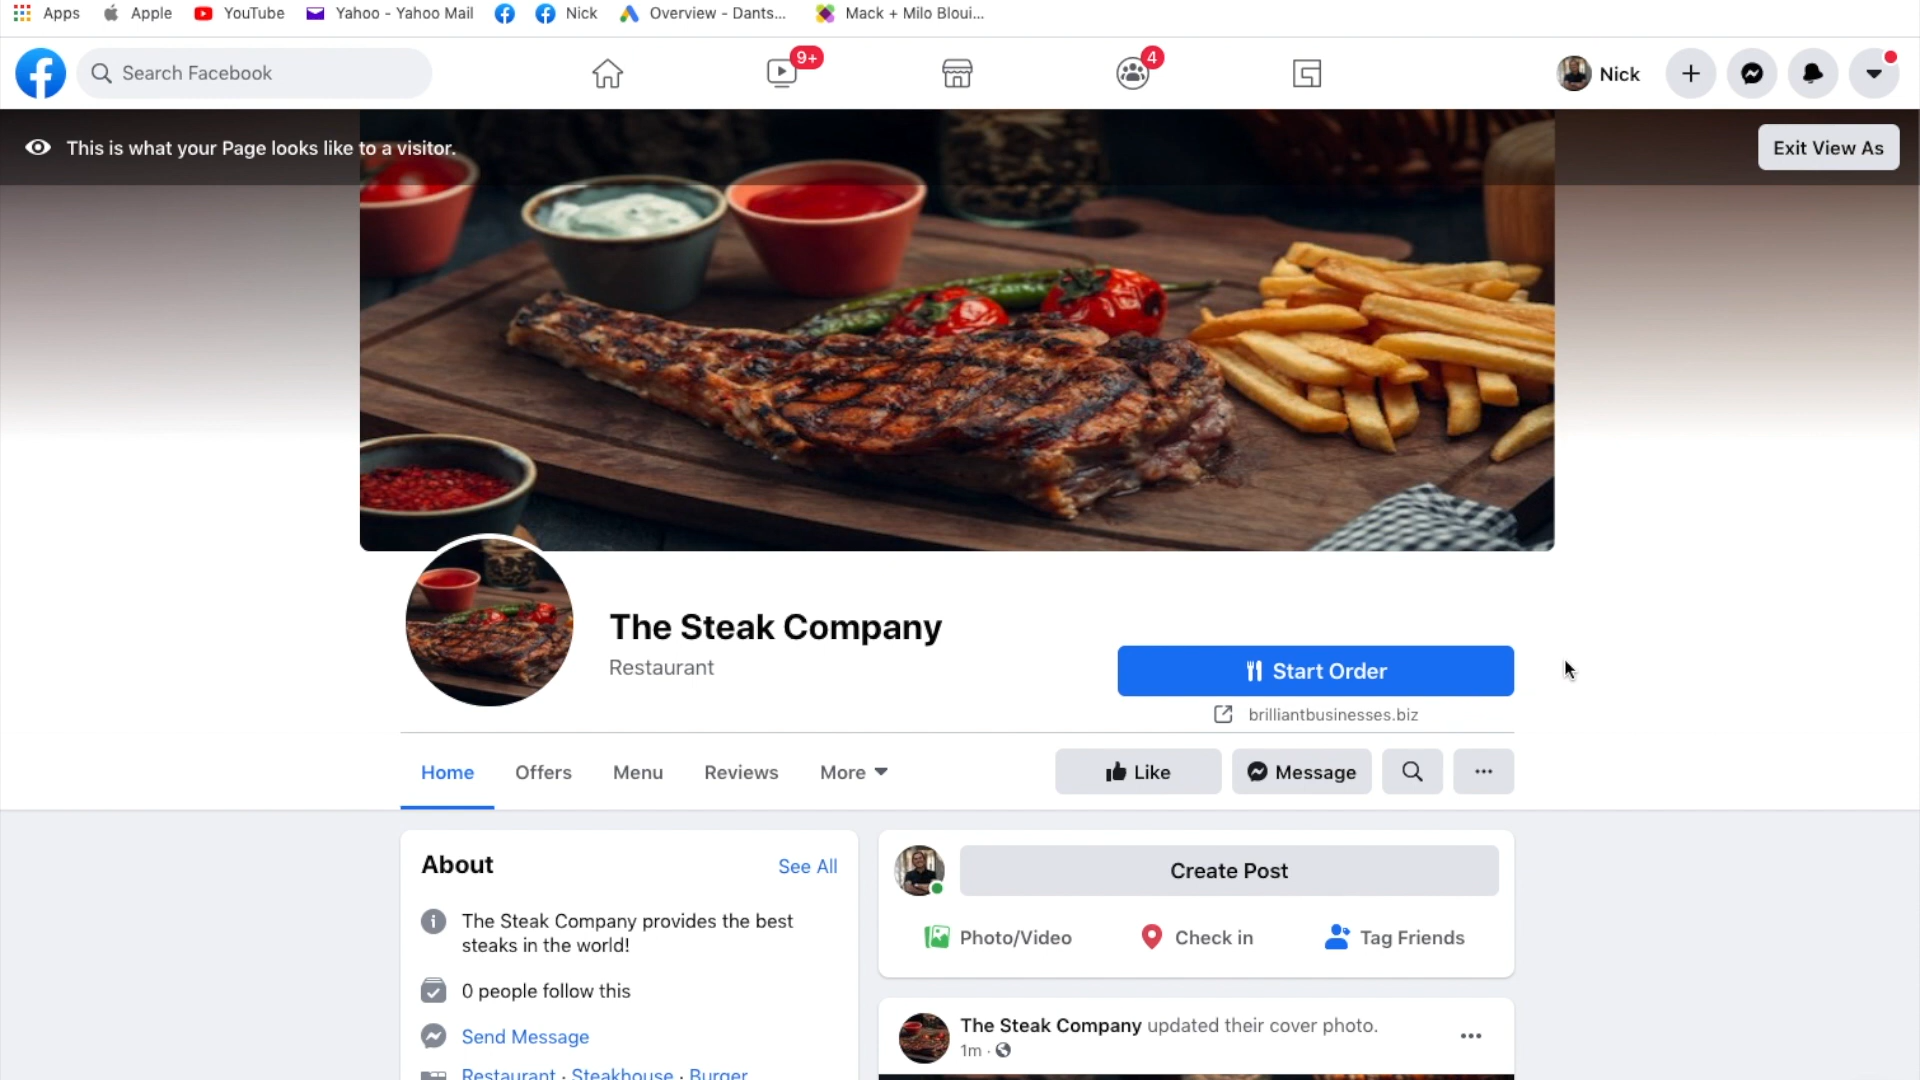 Apps Apple YouTube Yahoo - Yahoo Mail Nick Overview - Dants... Mack + Milo Bloui...
Search Facebook 9+ 4 Nick
This is what your Page looks like to a visitor. Exit View As
The Steak Company
Restaurant
Start Order
brilliantbusinesses.biz
Home Offers Menu Reviews More Like Message
About See All
Create Post
The Steak Company provides the best
steaks in the world!
Photo/Video Check in Tag Friends
0 people follow this
Send Message
The Steak Company updated their cover photo.
1m ·
Restaurant · Steakhouse · Burger